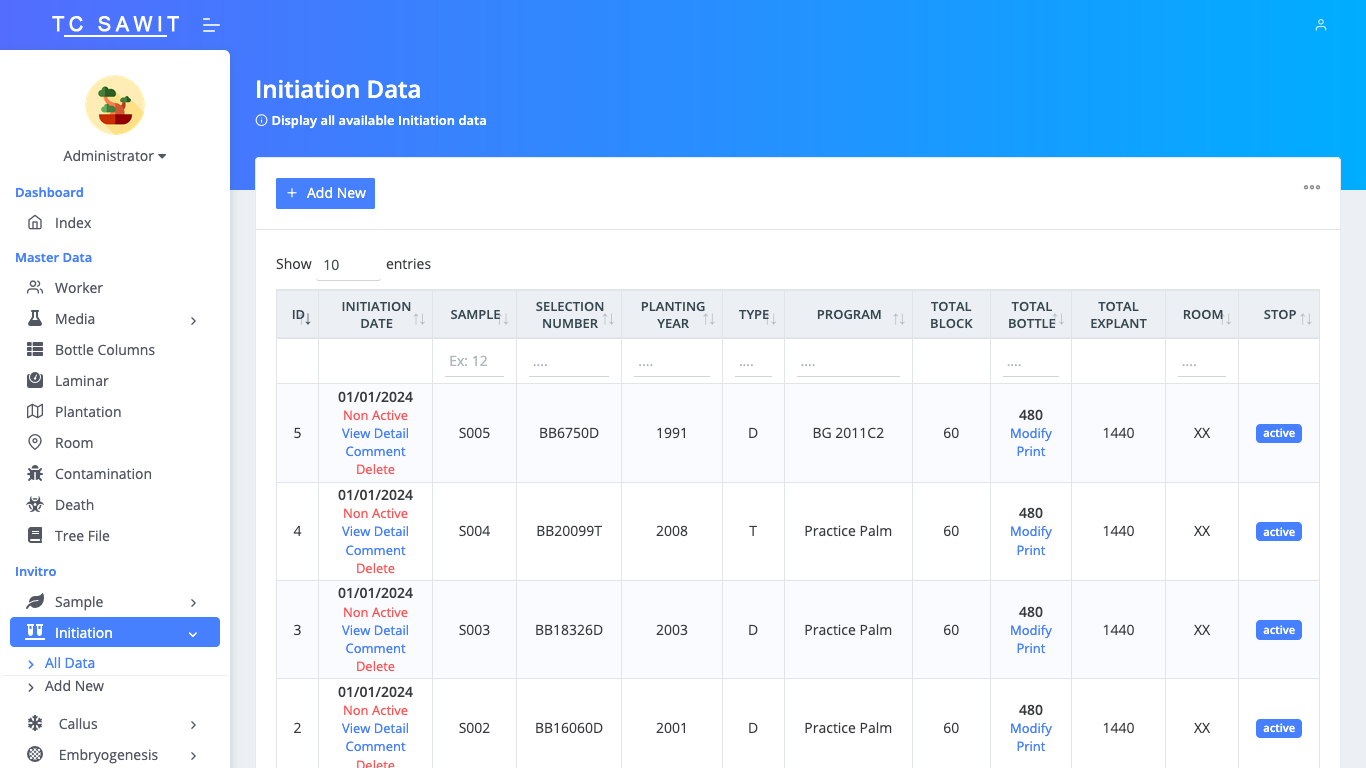 TC SAWIT
Administrator
Dashboard
Index
Master Data
Worker
Media
Bottle Columns
Laminar
Plantation
Room
Contamination
Death
Tree File
Invitro
Sample
Initiation
All Data
Add New
Callus
Embryogenesis
Initiation Data
Display all available Initiation data
+ Add New
Show 10 entries
ID INITIATION DATE SAMPLE SELECTION NUMBER PLANTING YEAR TYPE PROGRAM TOTAL BLOCK TOTAL BOTTLE TOTAL EXPLANT ROOM STOP
Ex: 12 .... .... .... .... .... ....
5 01/01/2024 Non Active View Detail Comment Delete S005 BB6750D 1991 D BG 2011C2 60 480 Modify Print 1440 XX active
4 01/01/2024 Non Active View Detail Comment Delete S004 BB20099T 2008 T Practice Palm 60 480 Modify Print 1440 XX active
3 01/01/2024 Non Active View Detail Comment Delete S003 BB18326D 2003 D Practice Palm 60 480 Modify Print 1440 XX active
2 01/01/2024 Non Active View Detail Comment Delete S002 BB16060D 2001 D Practice Palm 60 480 Modify Print 1440 XX active